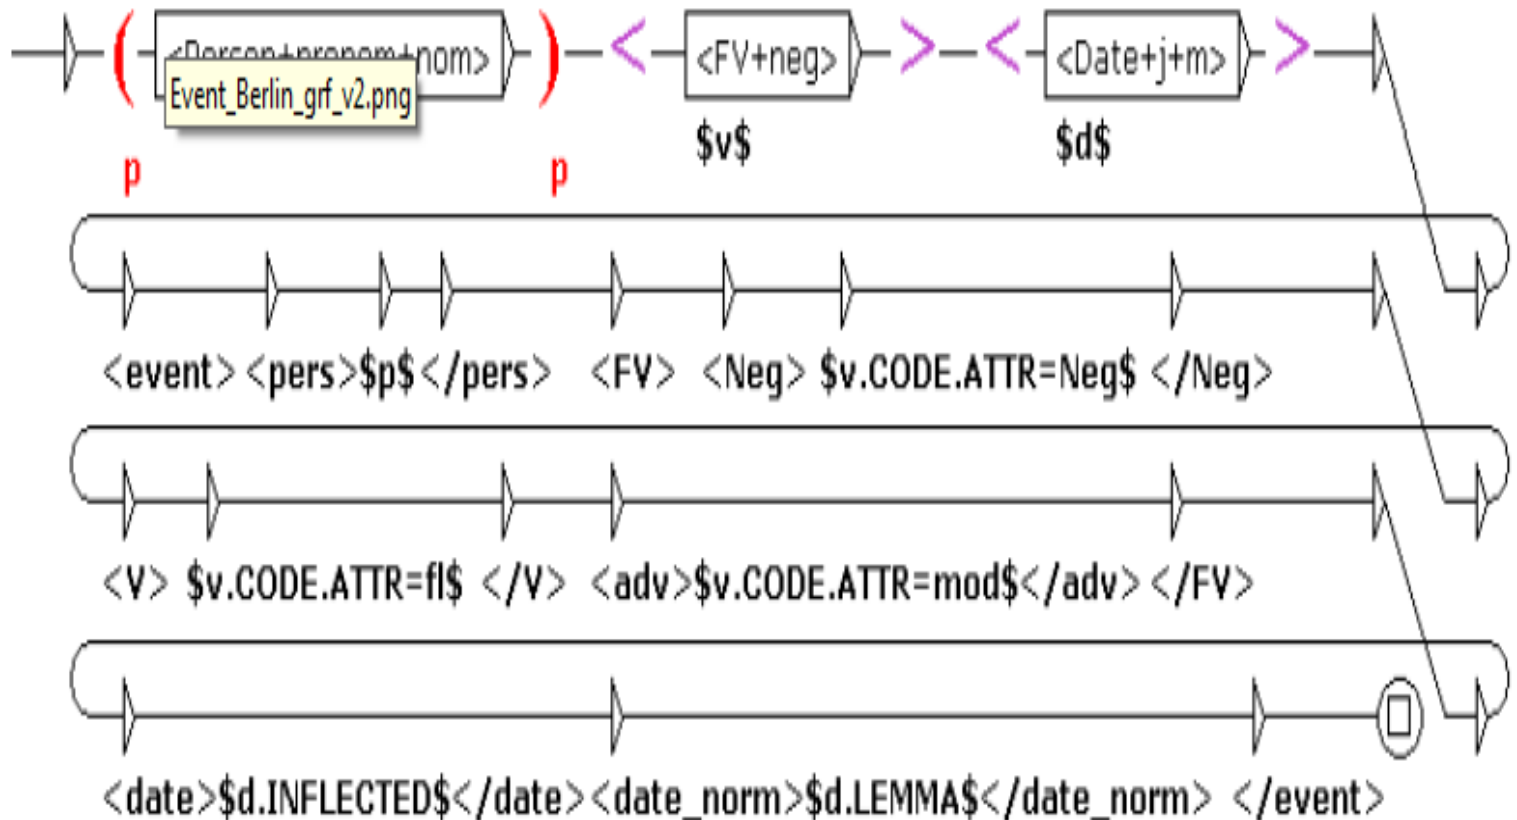 ( nom> ) < <FV+neg> > < <Date+j+m> >
Event_Berlin_grf_v2.png
$v$ $d$
p p
<event> <pers>$p$</pers> <FV> <Neg> $v.CODE.ATTR=Neg$ </Neg>
<V> $v.CODE.ATTR=fl$ </V> <adv>$v.CODE.ATTR=mod$</adv> </FV>
<date>$d.INFLECTED$</date> <date_norm>$d.LEMMA$</date_norm> </event>